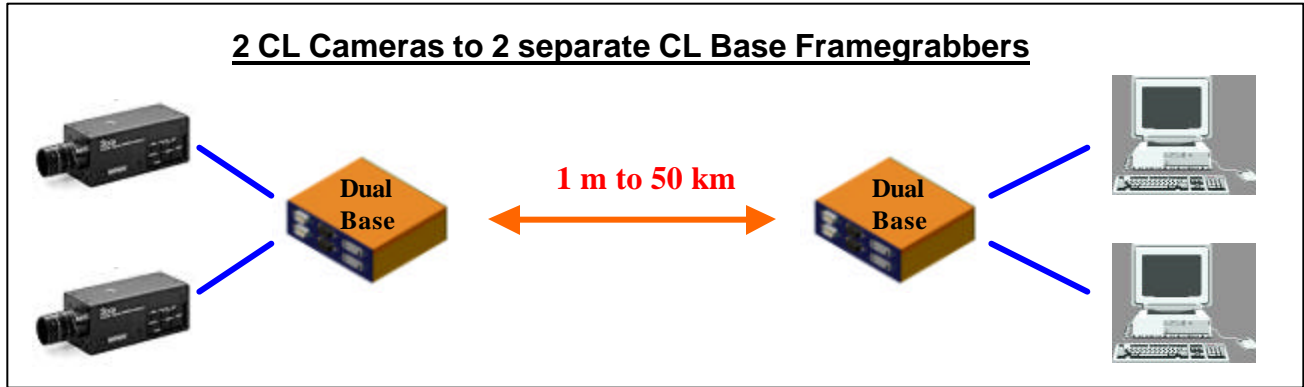 2 CL Cameras to 2 separate CL Base Framegrabbers
Dual
Base
1 m to 50 km
Dual
Base